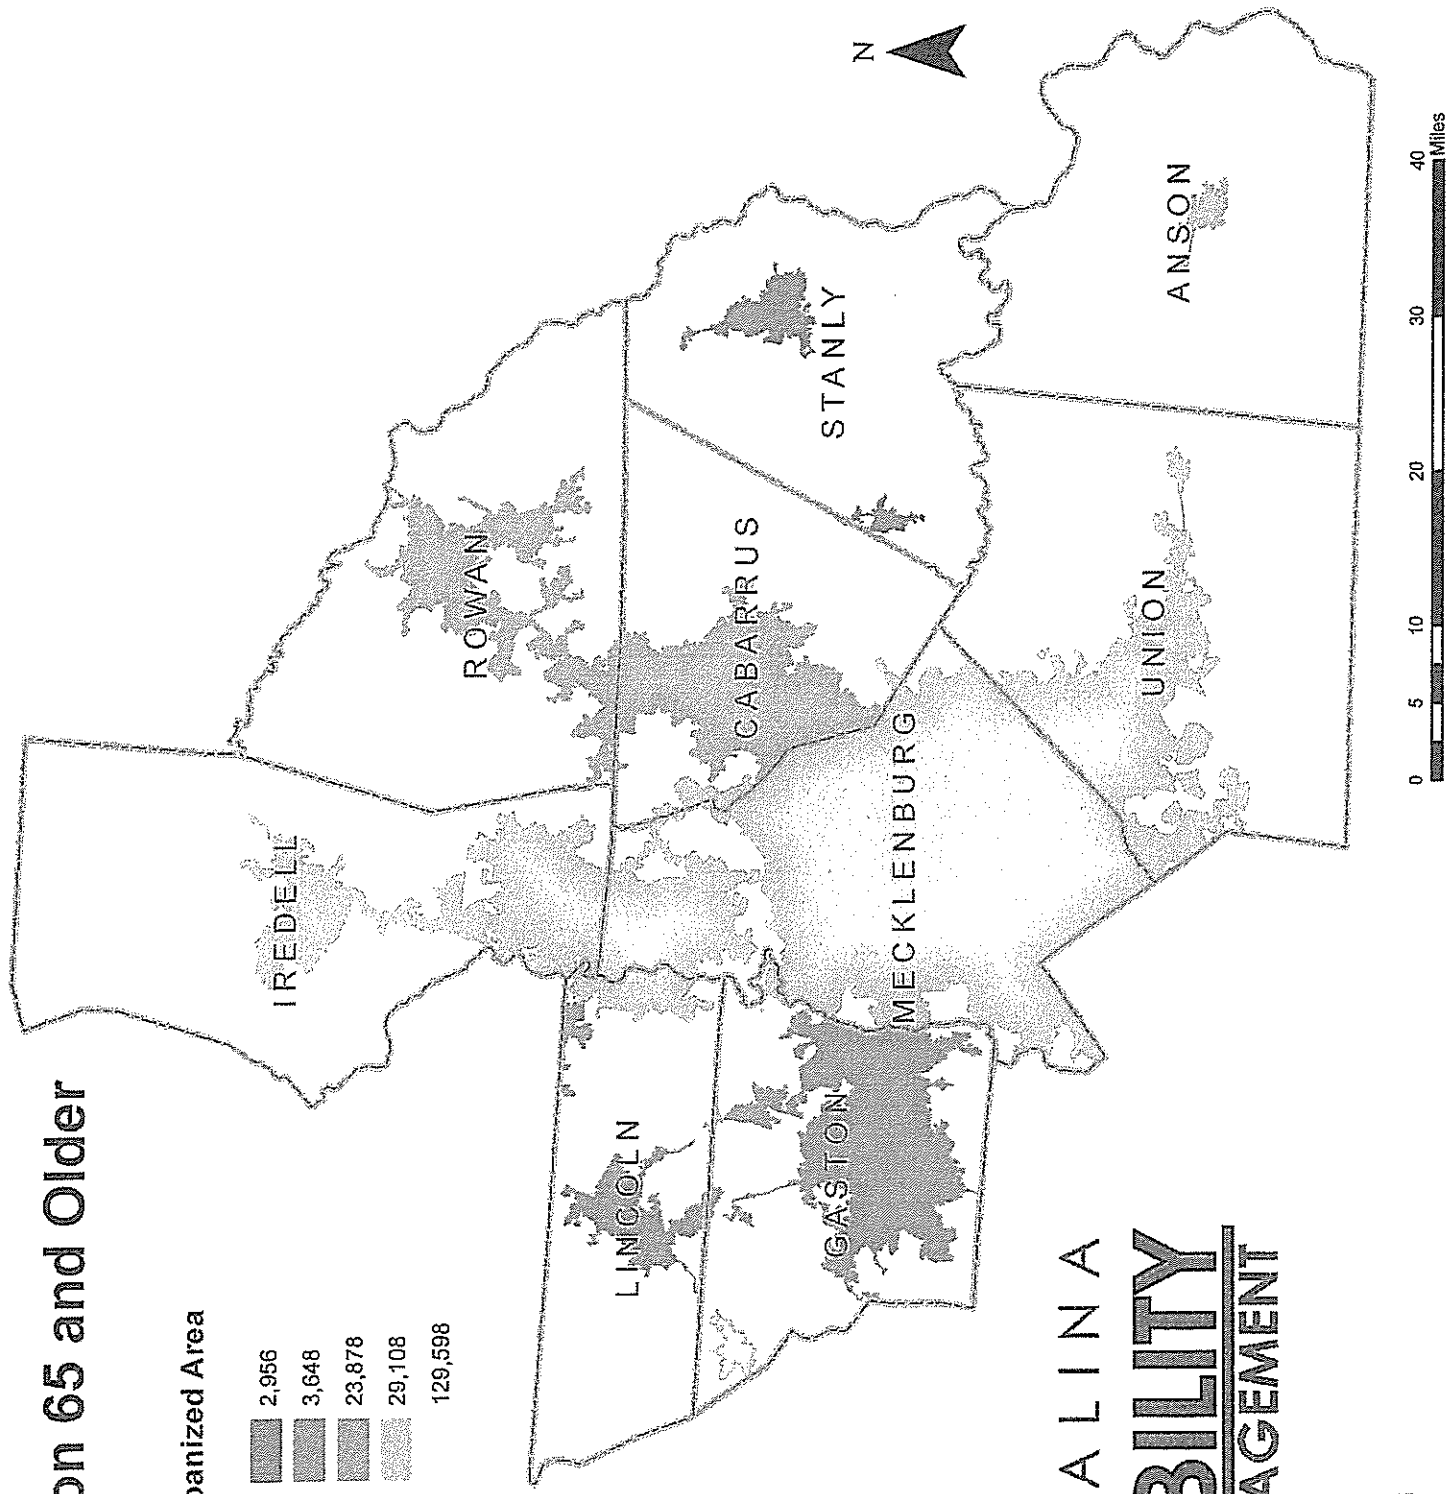 on 65 and Older
banized Area
2,956
3,648
23,878
29,108
129,598
IREDELL
ROWAN
LINCOLN
CABARRUS
STANLY
GASTON
MECKLENBURG
UNION
ANSON
N
0 5 10 20 30 40
Miles
ALINA
BILITY
AGEMENT